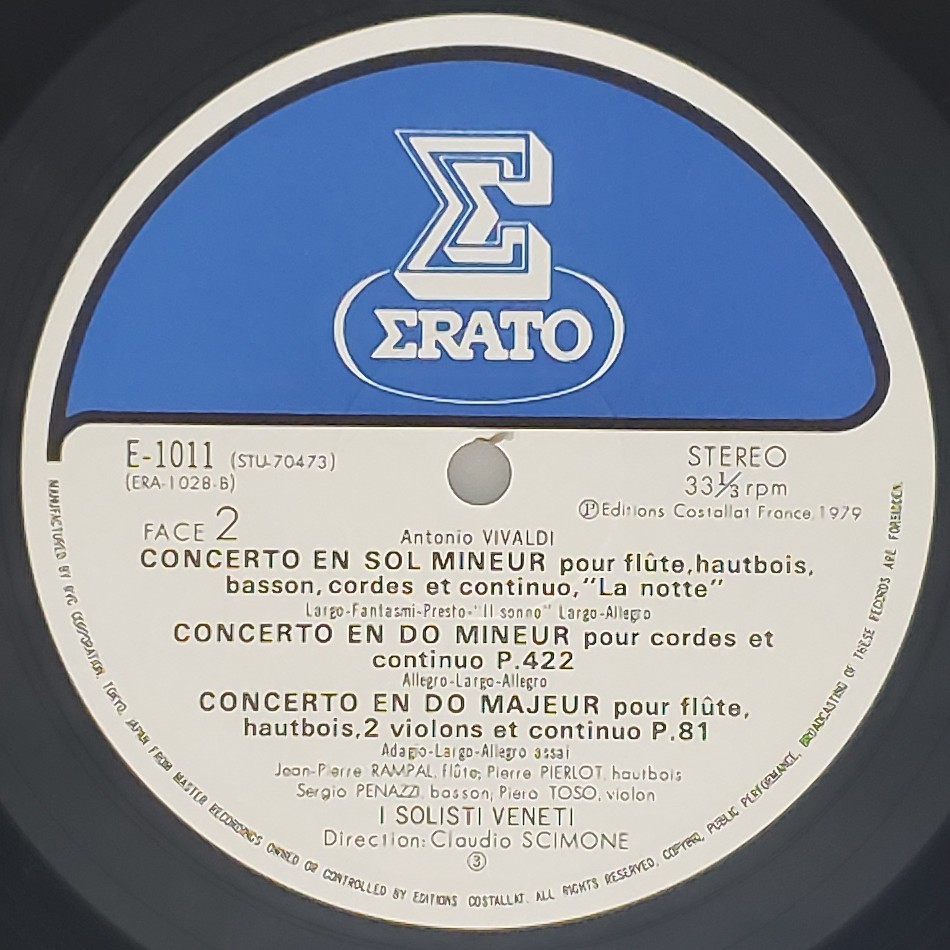 Σ
ΣRATO
E-1011 (STU-70473)
(ERA-1028-B)
STEREO
33⅓ rpm
ⓅEditions Costallat France 1979
FACE 2
Antonio VIVALDI
CONCERTO EN SOL MINEUR pour flûte,hautbois,
basson, cordes et continuo, "La notte"
Largo-Fantasmi-Presto-"Il sonno" Largo-Allegro
CONCERTO EN DO MINEUR pour cordes et
continuo P.422
Allegro-Largo-Allegro
CONCERTO EN DO MAJEUR pour flûte,
hautbois,2 violons et continuo P.81
Adagio-Largo-Allegro assai
Jean-Pierre RAMPAL, flûte; Pierre PIERLOT, hautbois
Sergio PENAZZI, basson; Piero TOSO, violon
I SOLISTI VENETI
Direction: Claudio SCIMONE
③
MANUFACTURED BY RVC CORPORATION, TOKYO, JAPAN FROM MASTER RECORDINGS OWNED OR CONTROLLED BY EDITIONS COSTALLAT. ALL RIGHTS RESERVED, COPYING, PUBLIC PERFORMANCE, BROADCASTING OF THESE RECORDS ARE FORBIDDEN.